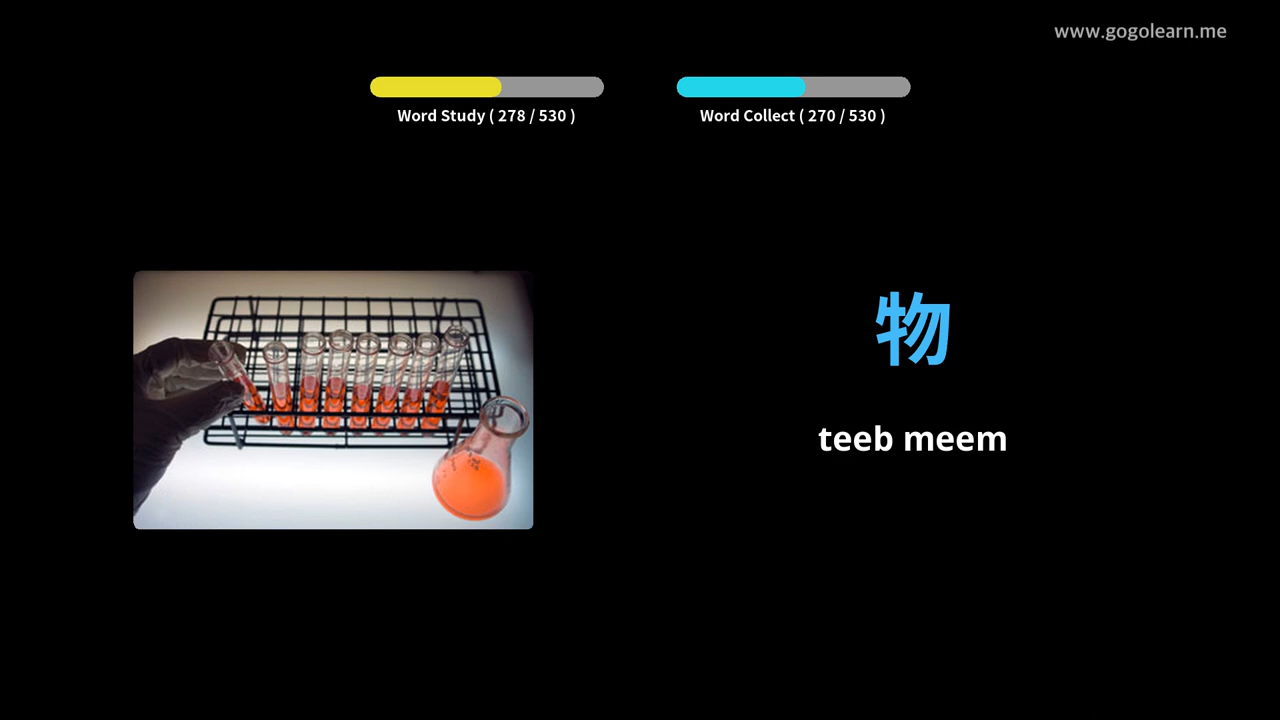 www.gogolearn.me
Word Study ( 278 / 530 )
Word Collect ( 270 / 530 )
物
teeb meem